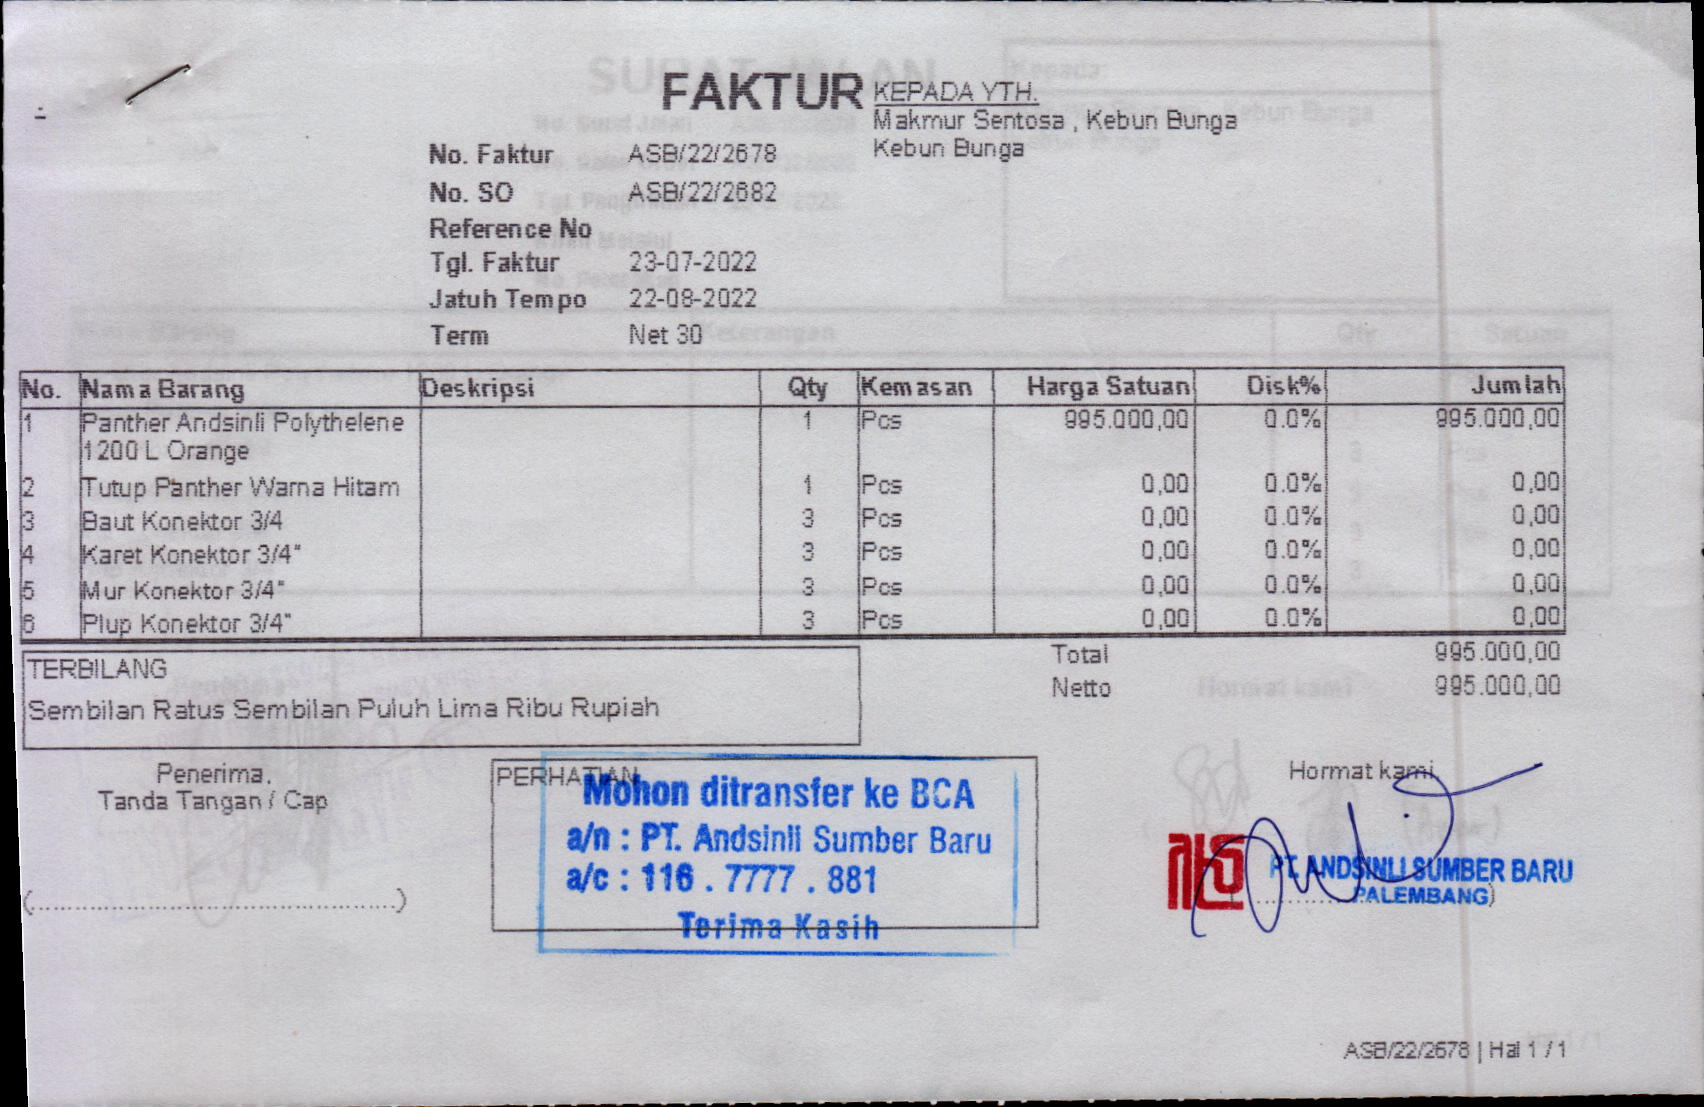 FAKTUR
KEPADA YTH.
Makmur Sentosa , Kebun Bunga
Kebun Bunga
No. Faktur ASB/22/2678
No. SO ASB/22/2682
Reference No
Tgl. Faktur 23-07-2022
Jatuh Tempo 22-08-2022
Term Net 30
No. Nama Barang Deskripsi Qty Kemasan Harga Satuan Disk% Jumlah
1 Panther Andsinli Polythelene 1 Pcs 995.000,00 0.0% 995.000,00
1200 L Orange
2 Tutup Panther Warna Hitam 1 Pcs 0,00 0.0% 0,00
3 Baut Konektor 3/4 3 Pcs 0,00 0.0% 0,00
4 Karet Konektor 3/4" 3 Pcs 0,00 0.0% 0,00
5 Mur Konektor 3/4" 3 Pcs 0,00 0.0% 0,00
6 Plup Konektor 3/4" 3 Pcs 0,00 0.0% 0,00
Total 995.000,00
Netto 995.000,00
TERBILANG
Sembilan Ratus Sembilan Puluh Lima Ribu Rupiah
Penerima,
Tanda Tangan / Cap
(..................................................)
PERHATIAN
Mohon ditransfer ke BCA
a/n : PT. Andsinli Sumber Baru
a/c : 116 . 7777 . 881
Terima Kasih
Hormat kami
PT. ANDSINLI SUMBER BARU
PALEMBANG)
ASB/22/2678 | Hal 1 / 1